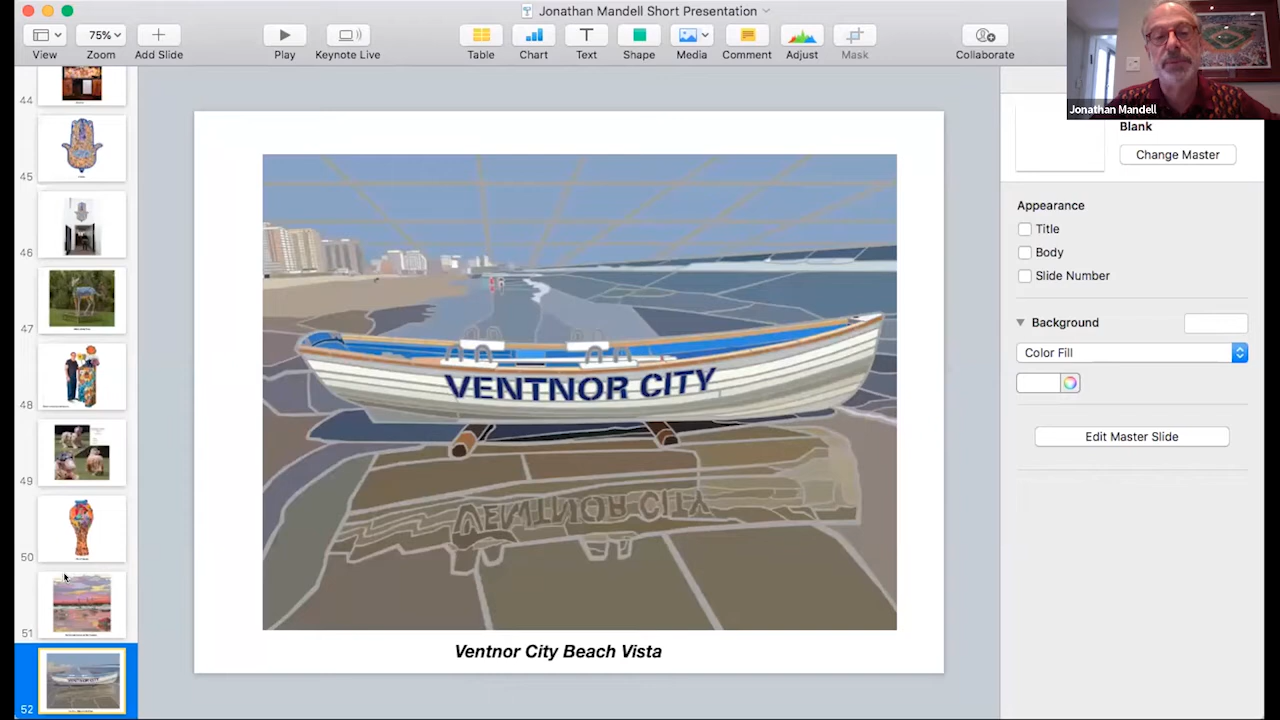 Jonathan Mandell Short Presentation
75%
View
Zoom
Add Slide
Play
Keynote Live
Table
Chart
Text
Shape
Media
Comment
Adjust
Mask
Collaborate
Jonathan Mandell
Blank
Change Master
Appearance
Title
Body
Slide Number
Background
Color Fill
Edit Master Slide
44
45
46
47
48
49
50
51
52
VENTNOR CITY
VENTNOR CITY
Ventnor City Beach Vista